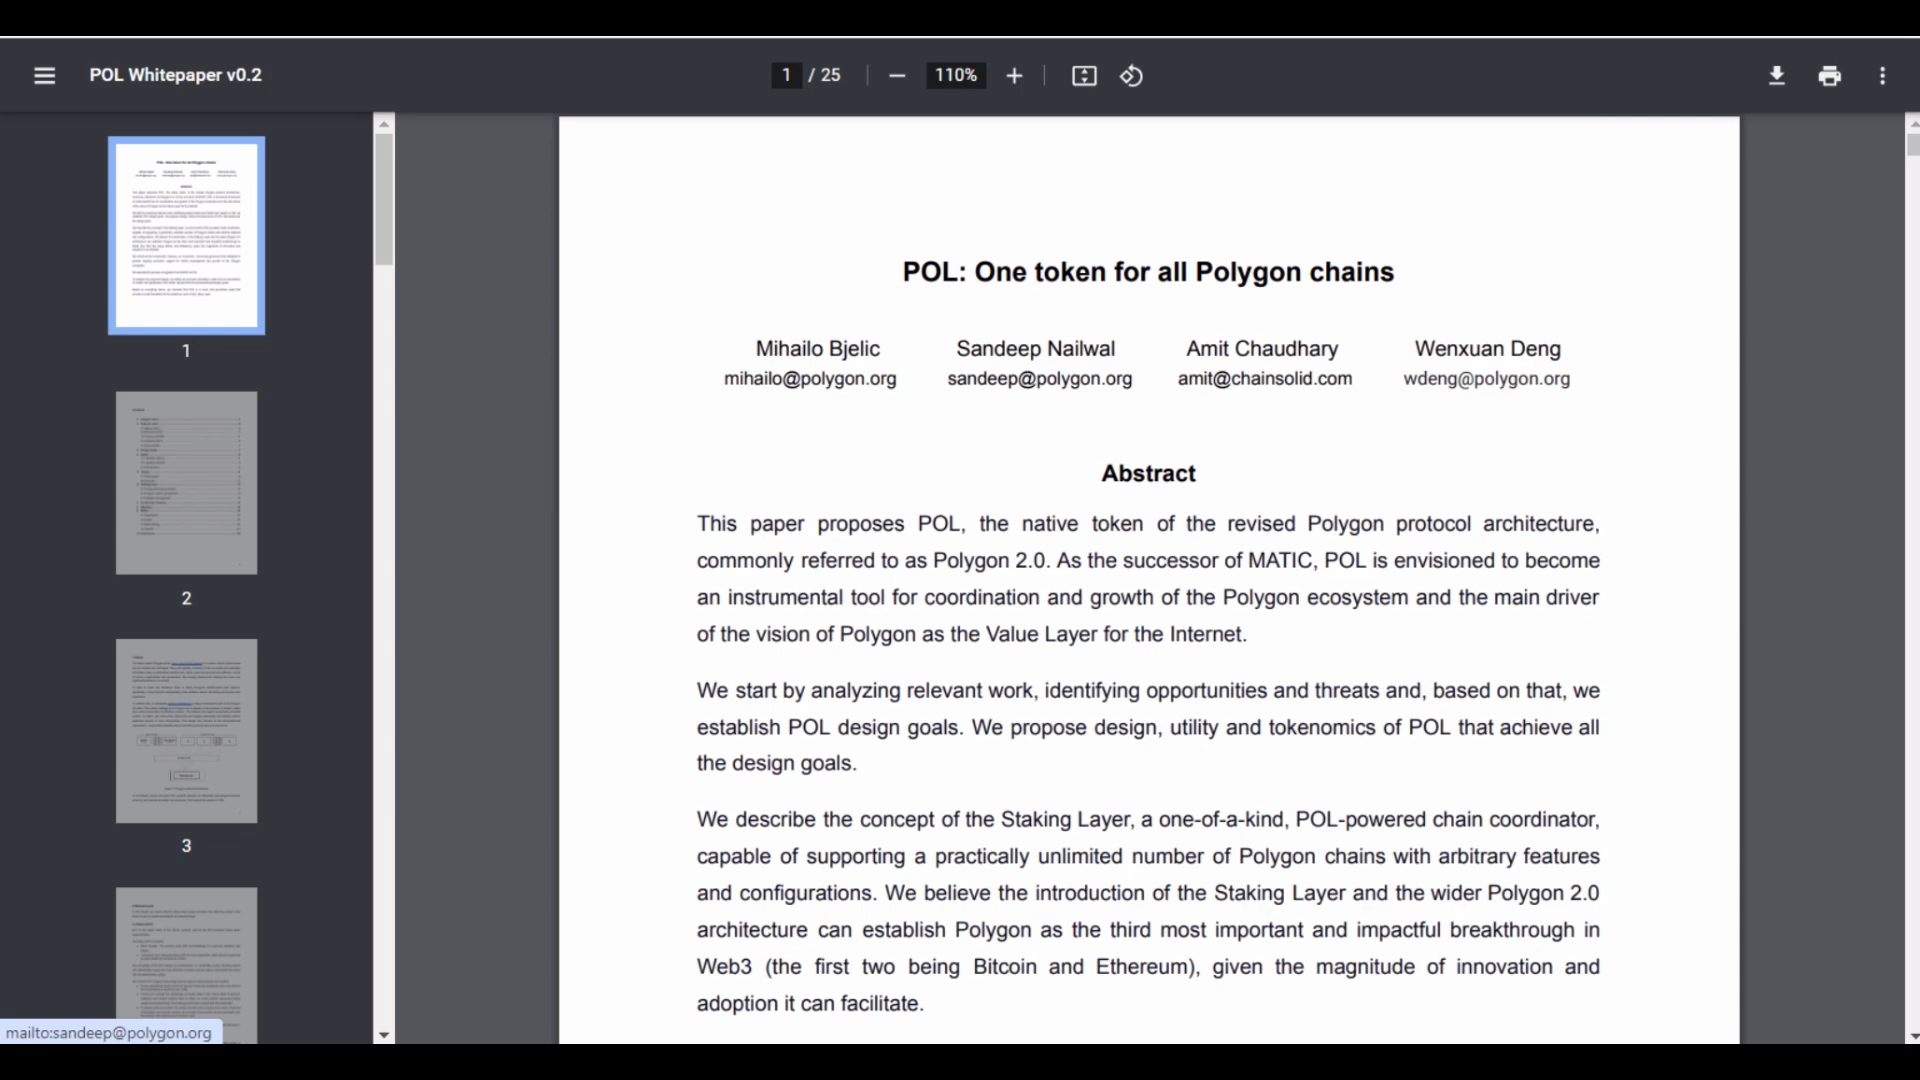 POL Whitepaper v0.2
1 / 25
110%
1
2
3
POL: One token for all Polygon chains
Mihailo Bjelic Sandeep Nailwal Amit Chaudhary Wenxuan Deng
mihailo@polygon.org sandeep@polygon.org amit@chainsolid.com wdeng@polygon.org
Abstract
This paper proposes POL, the native token of the revised Polygon protocol architecture,
commonly referred to as Polygon 2.0. As the successor of MATIC, POL is envisioned to become
an instrumental tool for coordination and growth of the Polygon ecosystem and the main driver
of the vision of Polygon as the Value Layer for the Internet.
We start by analyzing relevant work, identifying opportunities and threats and, based on that, we
establish POL design goals. We propose design, utility and tokenomics of POL that achieve all
the design goals.
We describe the concept of the Staking Layer, a one-of-a-kind, POL-powered chain coordinator,
capable of supporting a practically unlimited number of Polygon chains with arbitrary features
and configurations. We believe the introduction of the Staking Layer and the wider Polygon 2.0
architecture can establish Polygon as the third most important and impactful breakthrough in
Web3 (the first two being Bitcoin and Ethereum), given the magnitude of innovation and
adoption it can facilitate.
mailto:sandeep@polygon.org